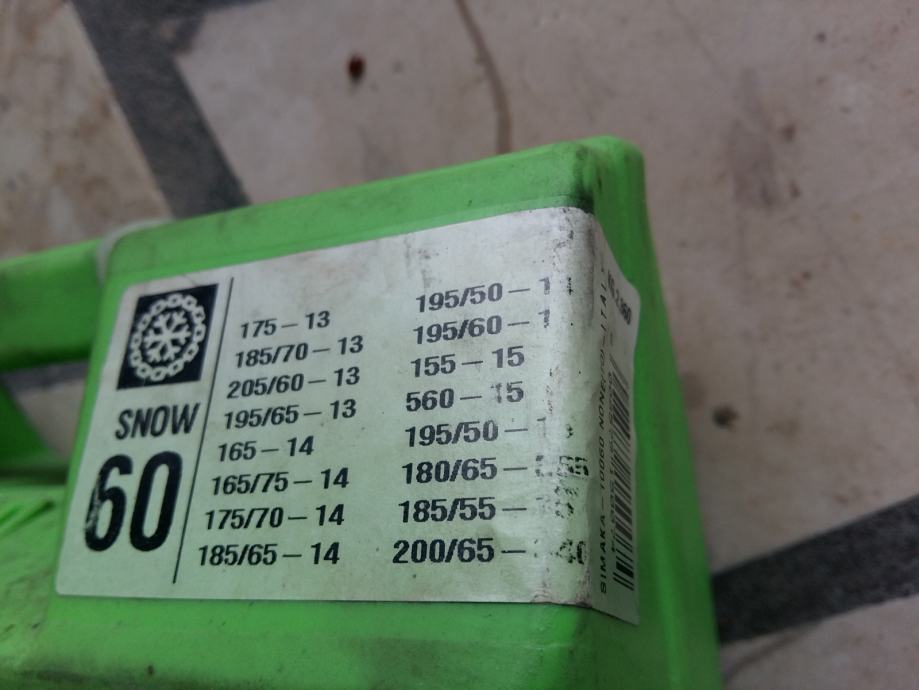 SNOW
60
175 – 13
185/70 – 13
205/60 – 13
195/65 – 13
165 – 14
165/75 – 14
175/70 – 14
185/65 – 14
195/50 –
195/60 –
155 – 15
560 – 15
195/50 –
180/65 –
185/55 –
200/65 –
SIMAKA